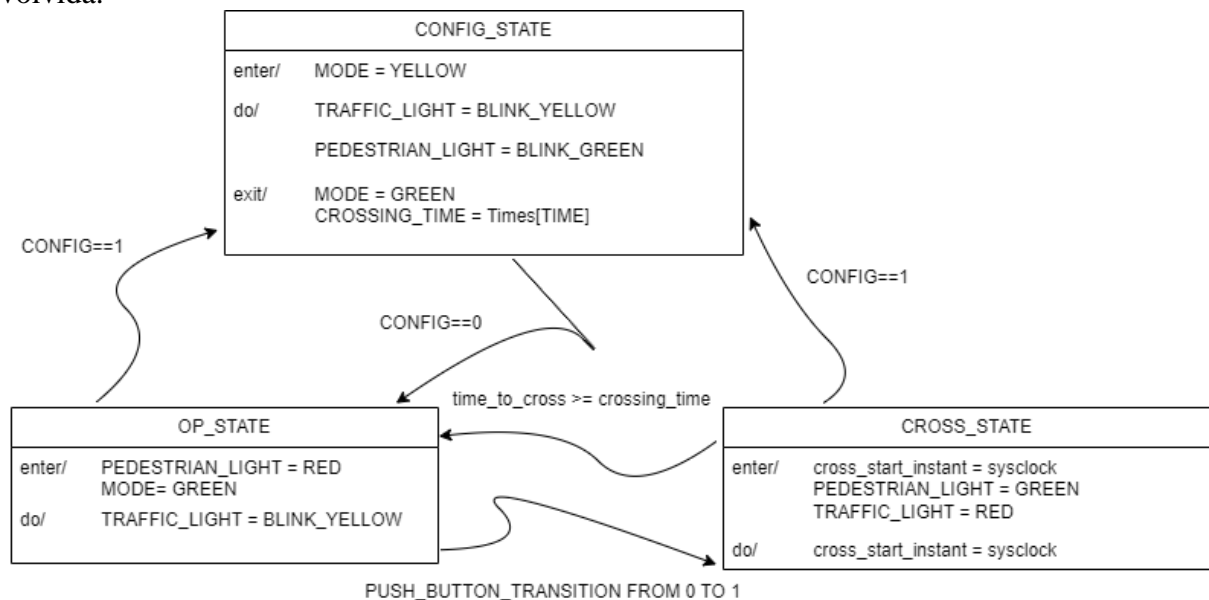 CONFIG_STATE
enter/ MODE = YELLOW
do/ TRAFFIC_LIGHT = BLINK_YELLOW
PEDESTRIAN_LIGHT = BLINK_GREEN
exit/ MODE = GREEN
CROSSING_TIME = Times[TIME]
CONFIG==1
CONFIG==1
CONFIG==0
time_to_cross >= crossing_time
OP_STATE
enter/ PEDESTRIAN_LIGHT = RED
MODE= GREEN
do/ TRAFFIC_LIGHT = BLINK_YELLOW
CROSS_STATE
enter/ cross_start_instant = sysclock
PEDESTRIAN_LIGHT = GREEN
TRAFFIC_LIGHT = RED
do/ cross_start_instant = sysclock
PUSH_BUTTON_TRANSITION FROM 0 TO 1